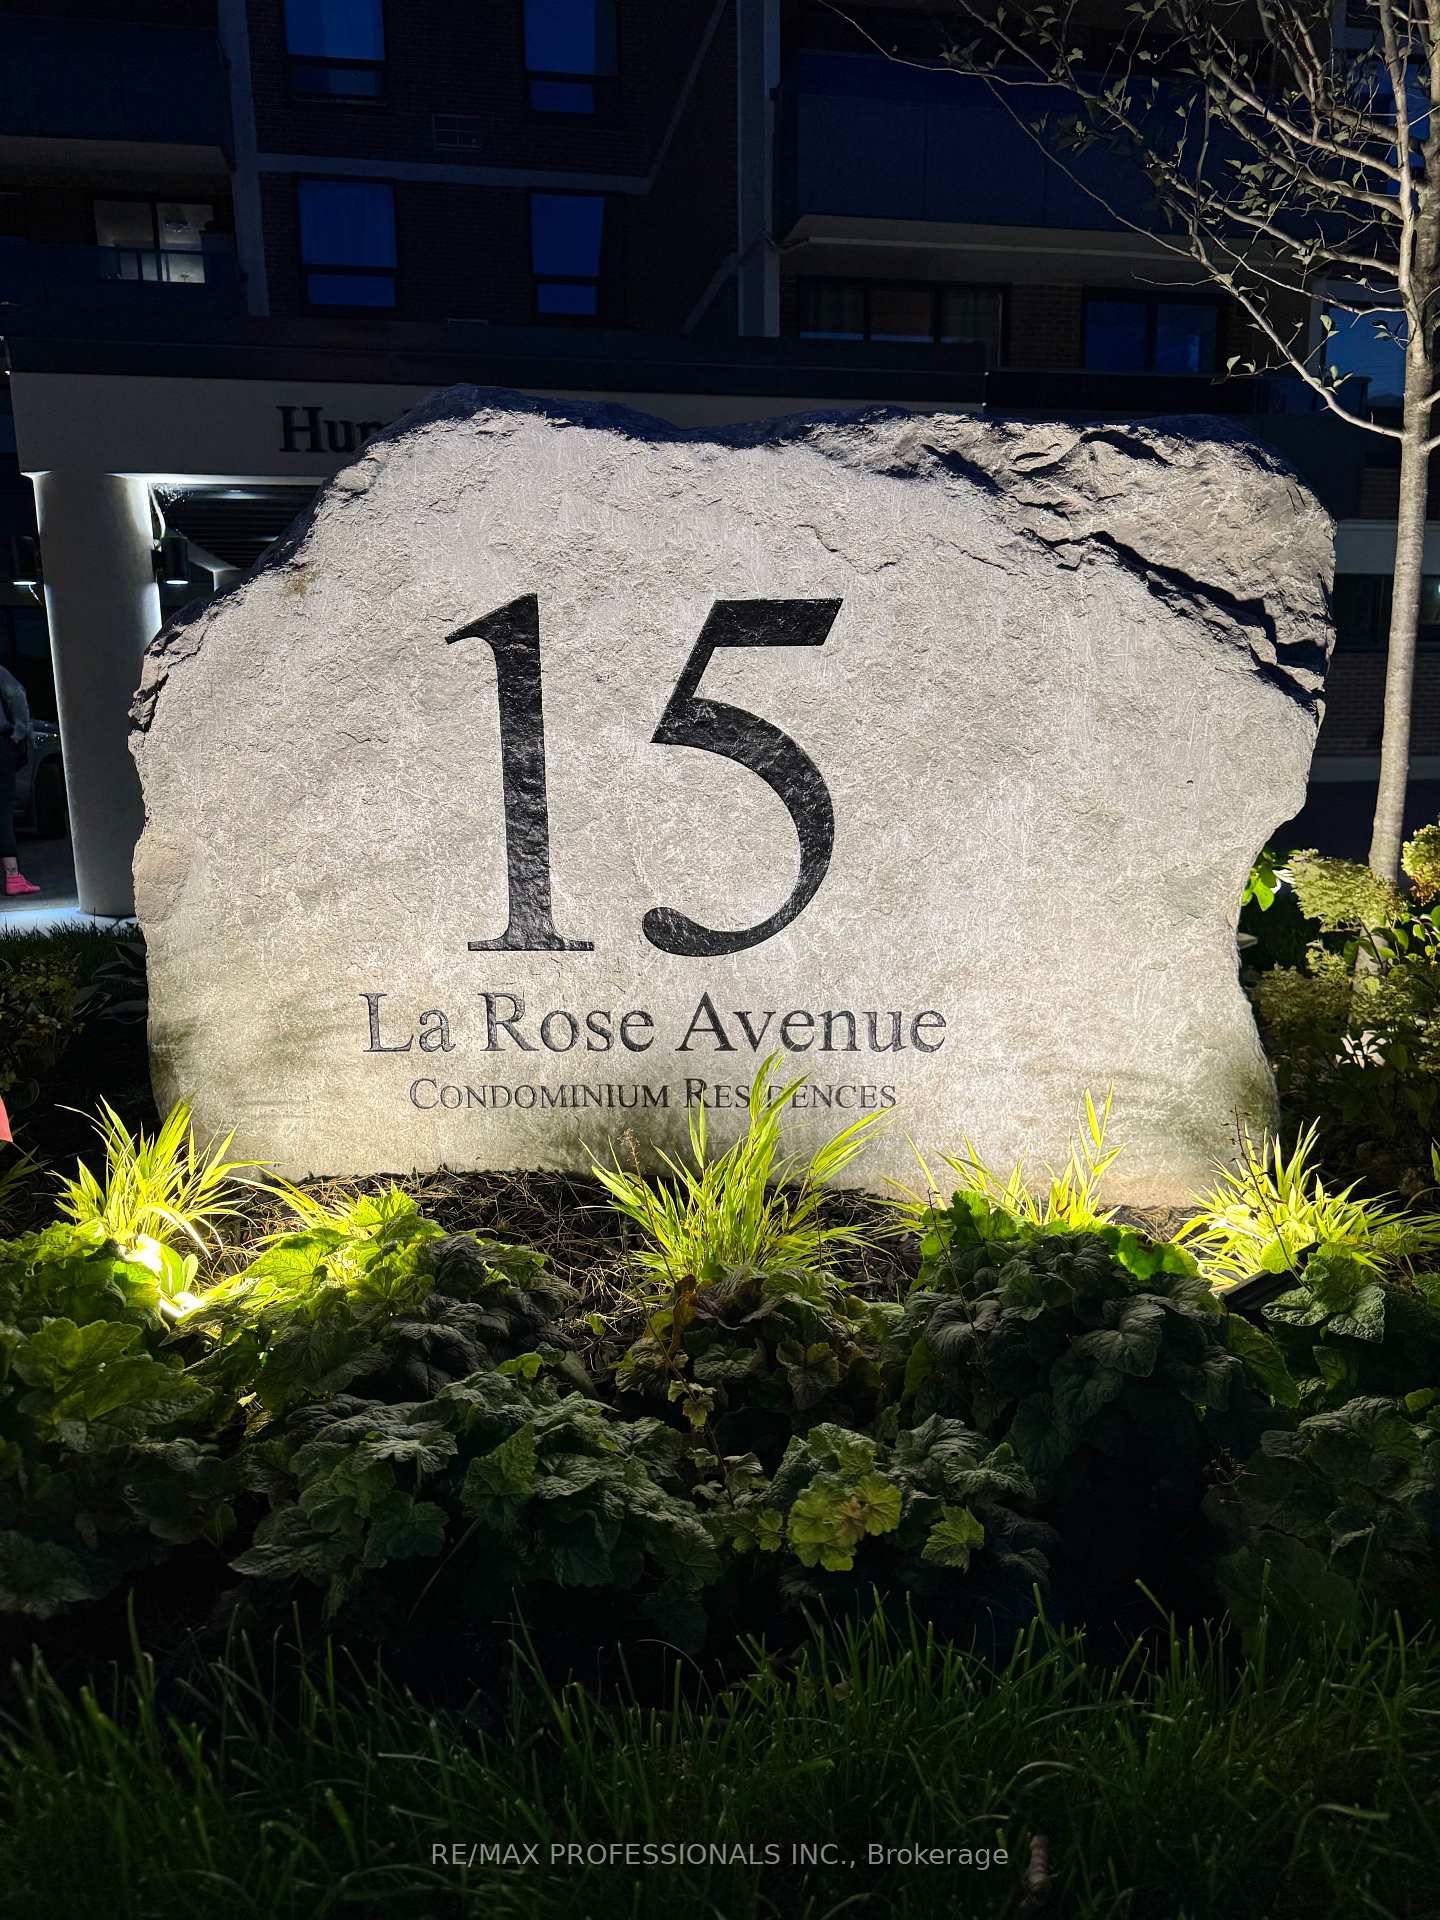 15
La Rose Avenue
Condominium Residences
RE/MAX PROFESSIONALS INC., Brokerage